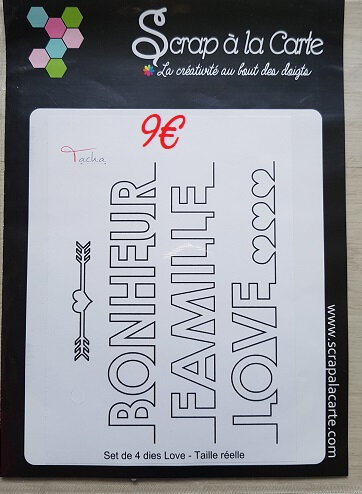 Scrap à la Carte
La créativité au bout des doigts
9€
Tacha
BONHEUR
FAMILLE
LOVE
www.scrapalacarte.com
Set de 4 dies Love - Taille réelle